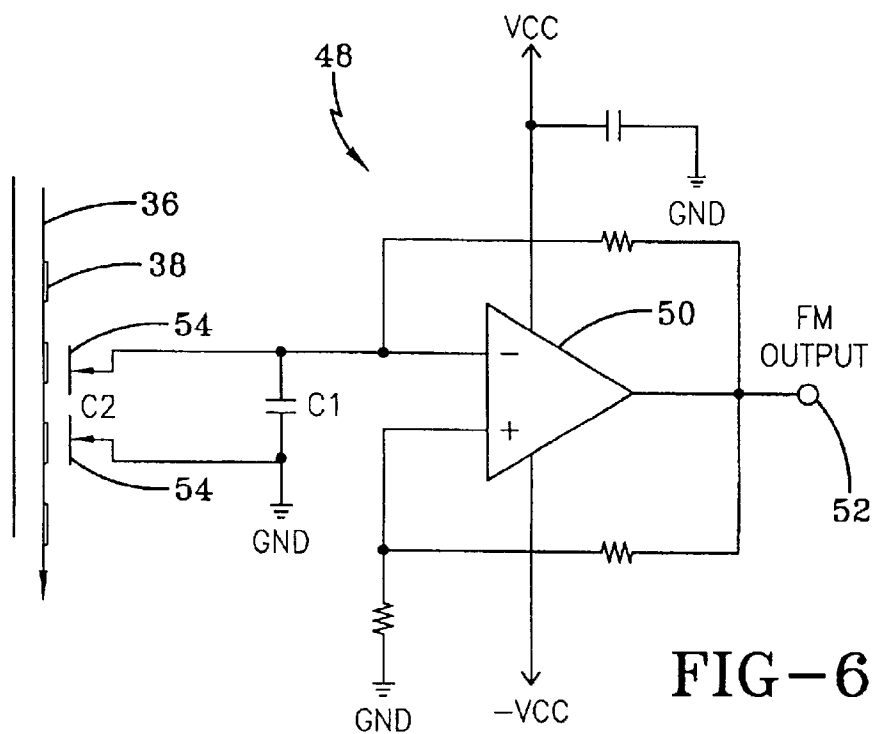 VCC
48
GND
36
38
54
50
FM
OUTPUT
−
C2
C1
+
54
GND
52
GND
−VCC
FIG−6